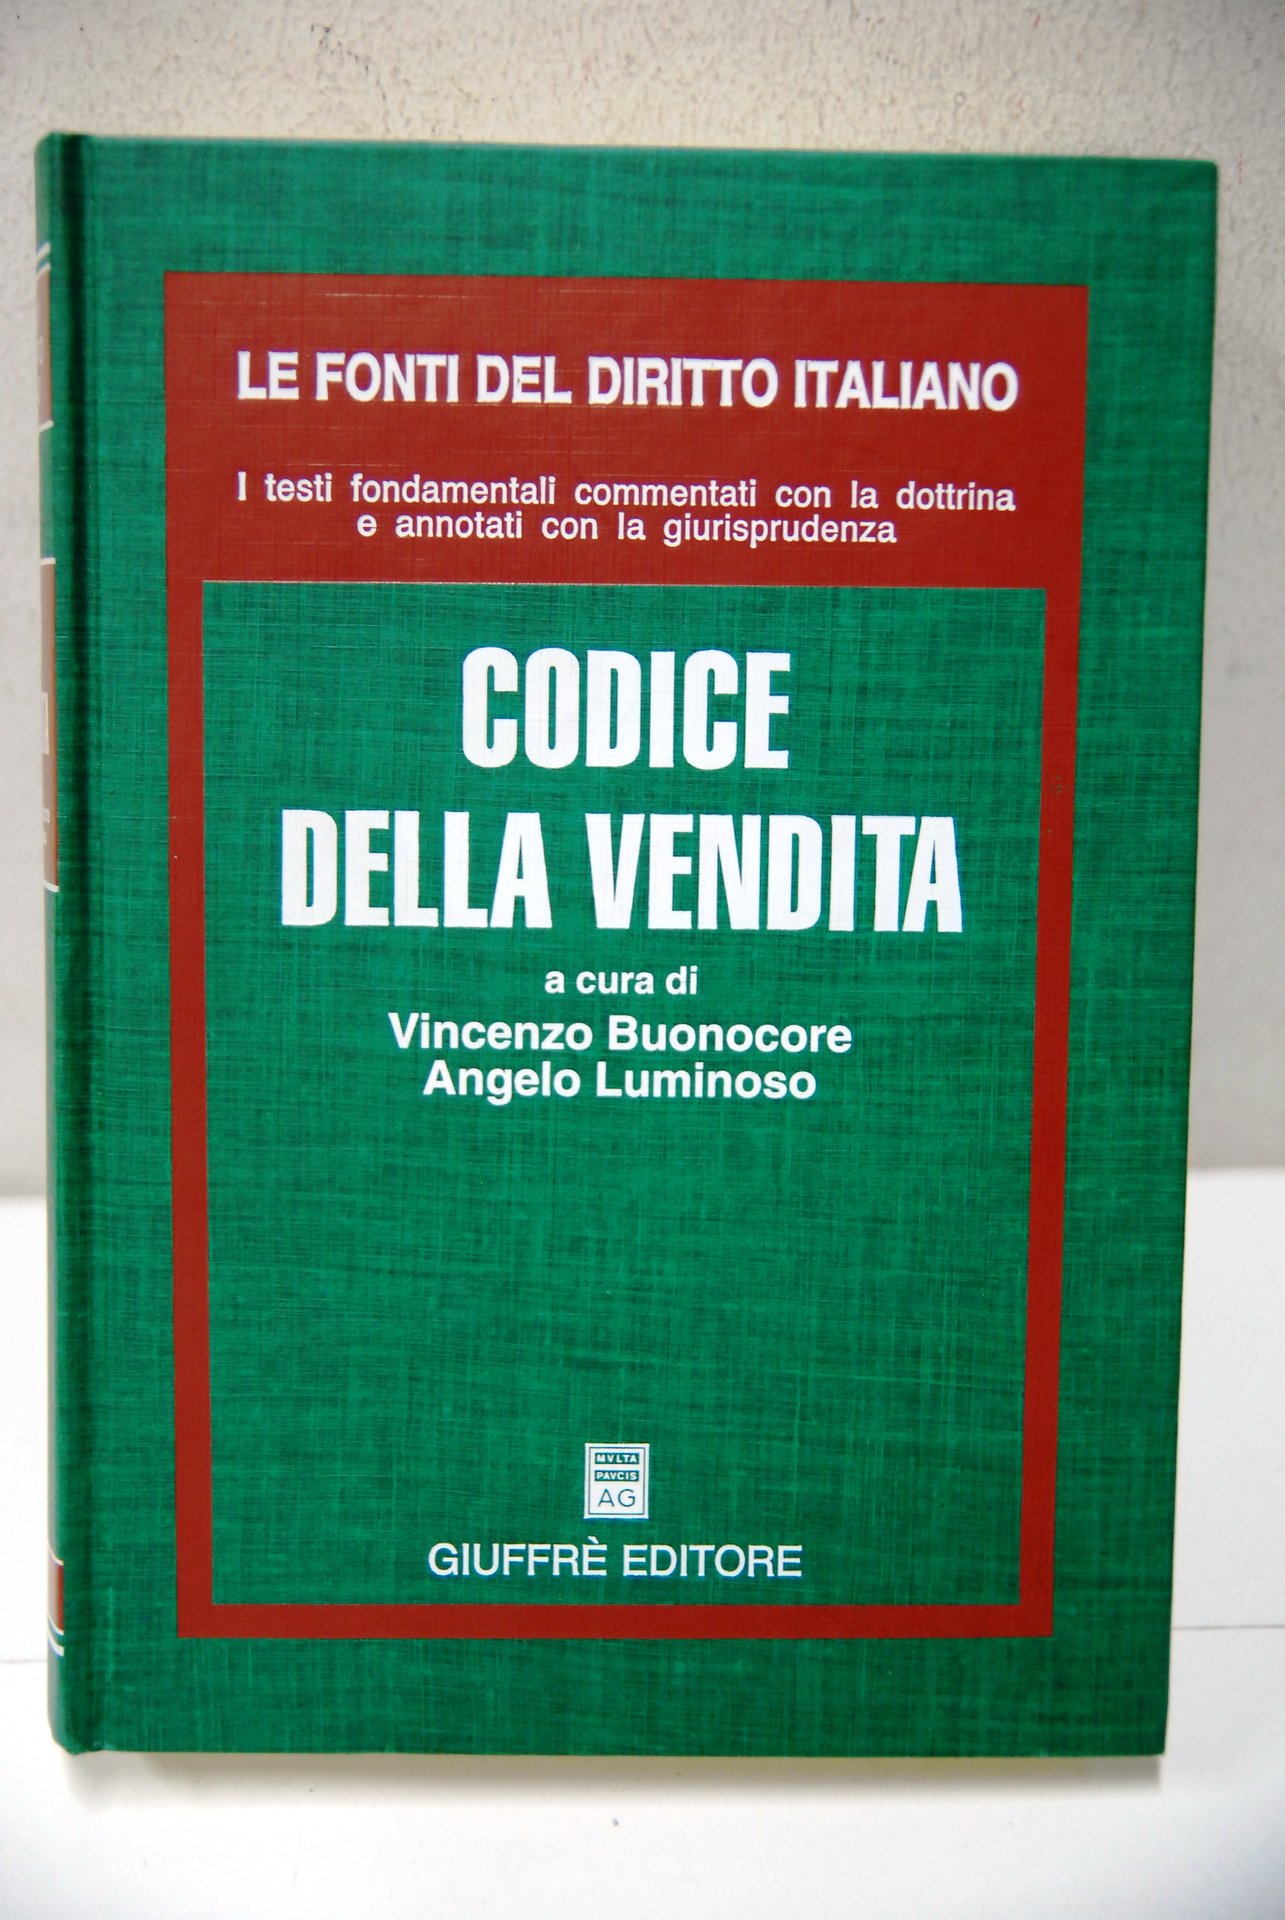 LE FONTI DEL DIRITTO ITALIANO
I testi fondamentali commentati con la dottrina
e annotati con la giurisprudenza
CODICE
DELLA VENDITA
a cura di
Vincenzo Buonocore
Angelo Luminoso
MVLTA
PAVCIS
AG
GIUFFRÈ EDITORE